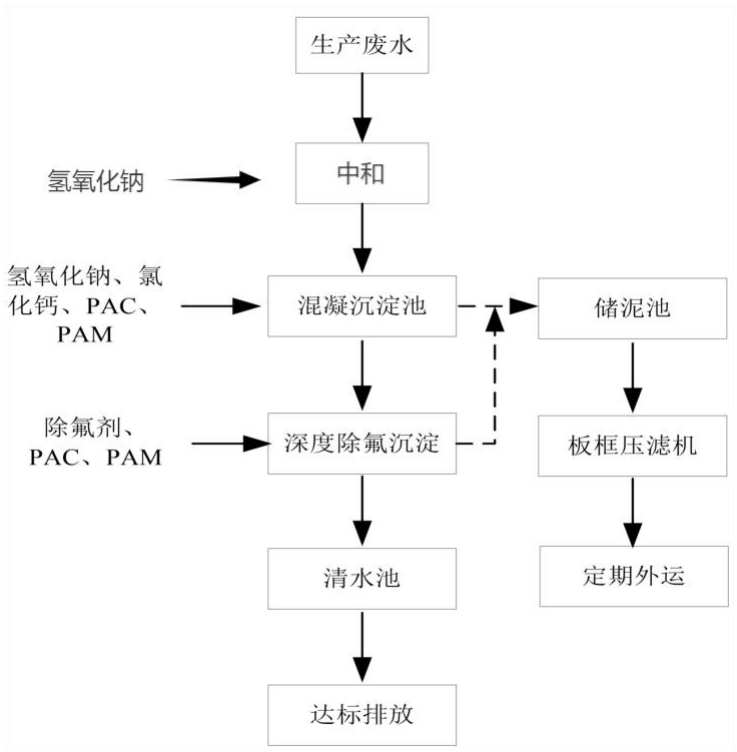 生产废水
氢氧化钠
中和
氢氧化钠、氯
化钙、PAC、
PAM
混凝沉淀池
储泥池
除氟剂、
PAC、PAM
深度除氟沉淀
板框压滤机
清水池
定期外运
达标排放